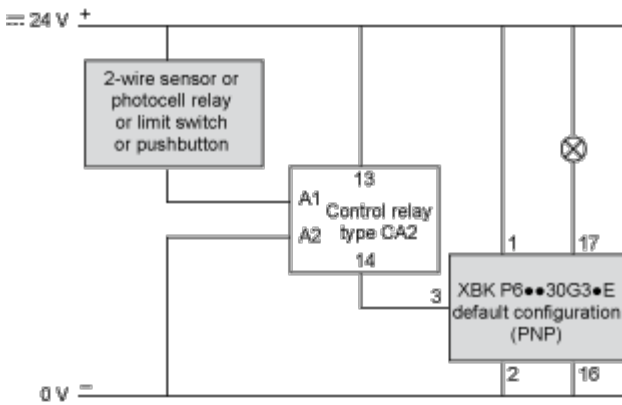 ⎓ 24 V +
2-wire sensor or
photocell relay
or limit switch
or pushbutton
13
A1
Control relay
A2
type CA2
14
1
17
3
XBK P6●●30G3●E
default configuration
(PNP)
2
16
0 V −